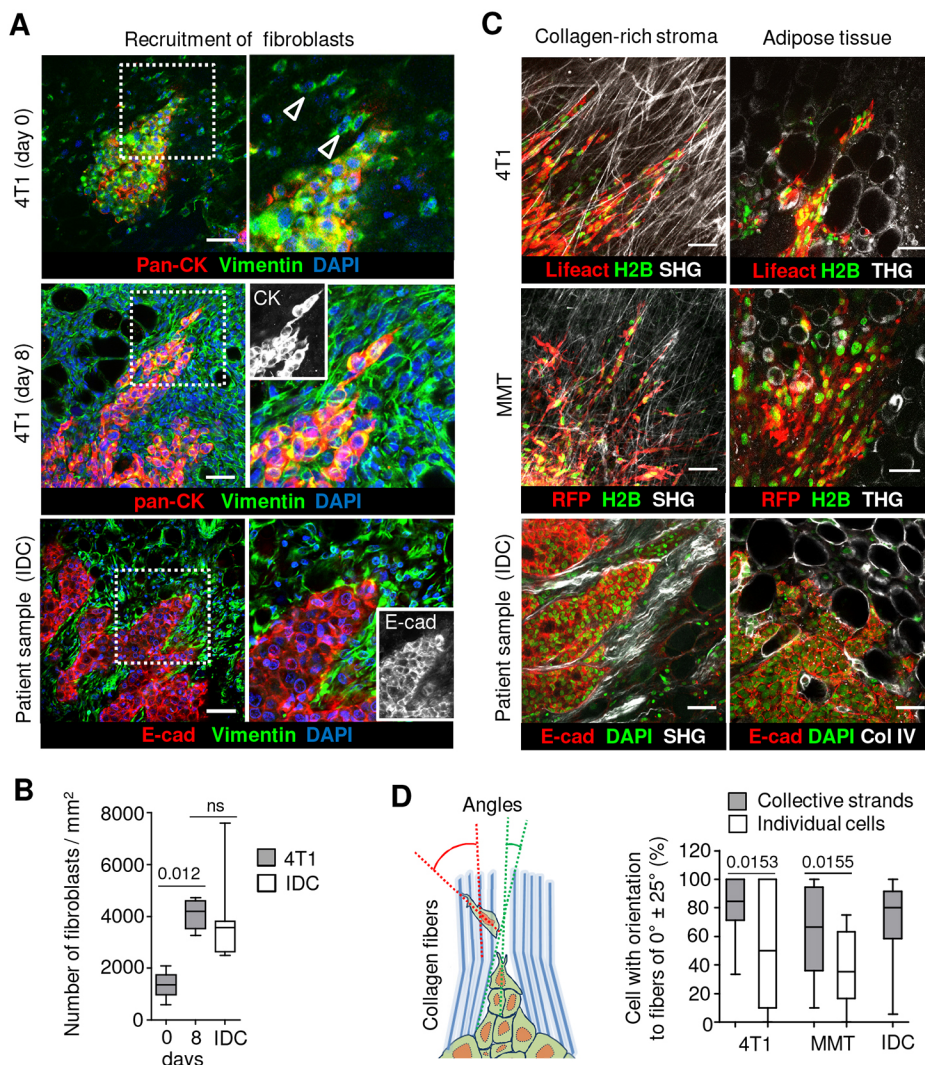 A
Recruitment of fibroblasts
4T1 (day 0)
Pan-CK Vimentin DAPI
4T1 (day 8)
CK
pan-CK Vimentin DAPI
Patient sample (IDC)
E-cad
E-cad Vimentin DAPI
C
Collagen-rich stroma
Adipose tissue
4T1
Lifeact H2B SHG
Lifeact H2B THG
MMT
RFP H2B SHG
RFP H2B THG
Patient sample (IDC)
E-cad DAPI SHG
E-cad DAPI Col IV
B
Number of fibroblasts / mm²
8000
6000
4000
2000
0
ns
0.012
4T1
IDC
0 8 IDC
days
D
Angles
Collagen fibers
Collective strands
Individual cells
Cell with orientation
to fibers of 0° ± 25° (%)
120
100
80
60
40
20
0
0.0153 0.0155
4T1 MMT IDC